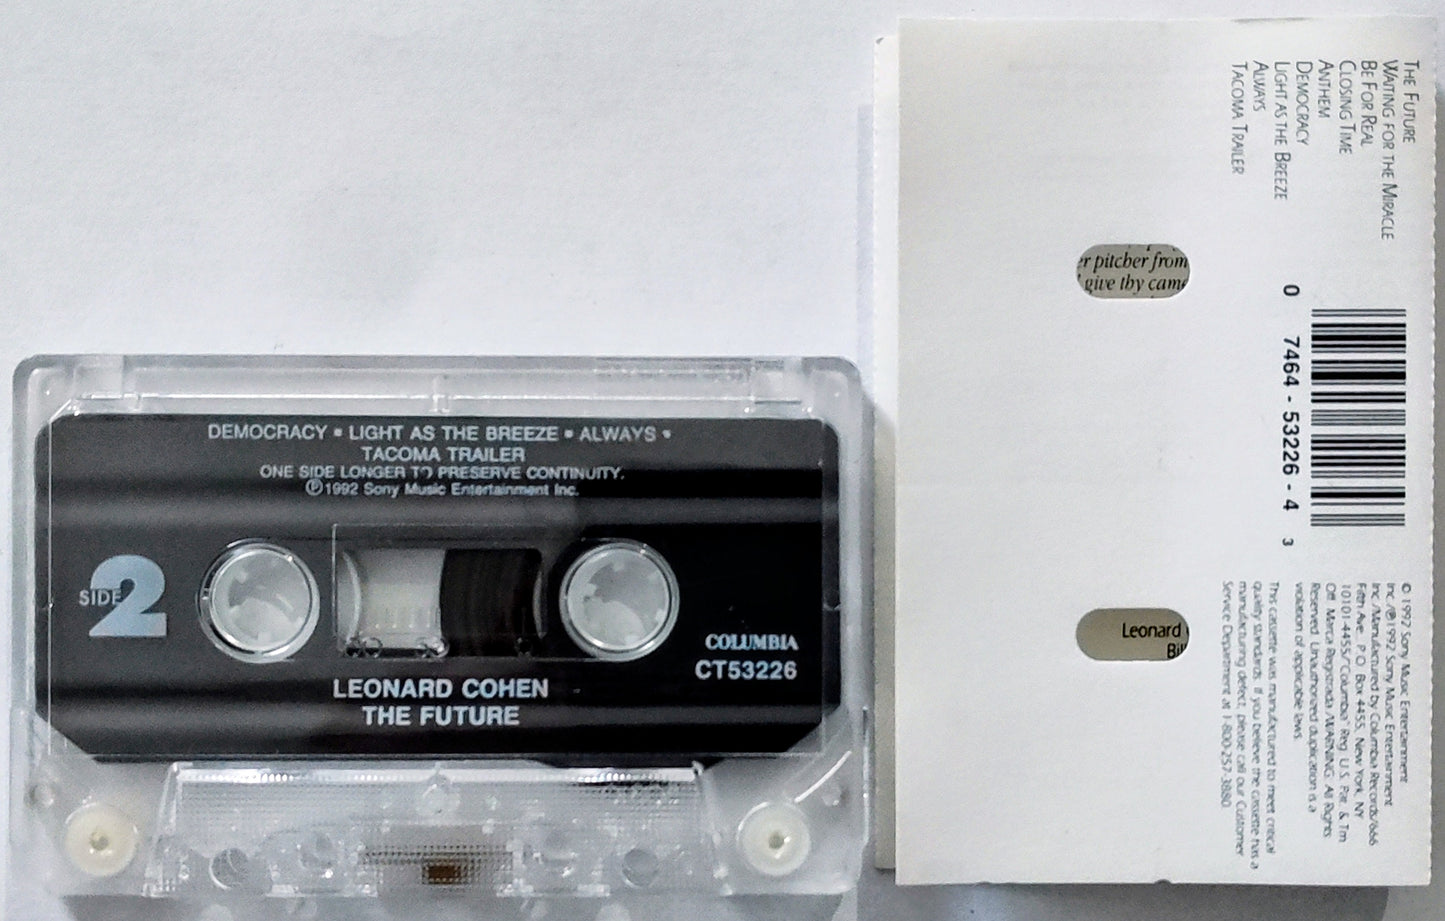 DEMOCRACY • LIGHT AS THE BREEZE • ALWAYS •
TACOMA TRAILER
ONE SIDE LONGER TO PRESERVE CONTINUITY.
℗1992 Sony Music Entertainment Inc.
SIDE 2
COLUMBIA
CT53226
LEONARD COHEN
THE FUTURE
THE FUTURE
WAITING FOR THE MIRACLE
BE FOR REAL
CLOSING TIME
ANTHEM
DEMOCRACY
LIGHT AS THE BREEZE
ALWAYS
TACOMA TRAILER
er pitcher from
give thy came
0 7464-53226-4 3
Leonard
Bil
© 1992 Sony Music Entertainment
Inc./℗ 1992 Sony Music Entertainment
Inc./Manufactured by Columbia Records/666
Fifth Ave., P.O. Box 4455, New York, NY
10101-4455/"Columbia" Reg. U.S. Pat. & Tm.
Off. Marca Registrada./WARNING: All Rights
Reserved. Unauthorized duplication is a
violation of applicable laws.
This cassette was manufactured to meet critical
quality standards. If you believe the cassette has a
manufacturing defect, please call our Customer
Service Department at 1-800-257-3880.